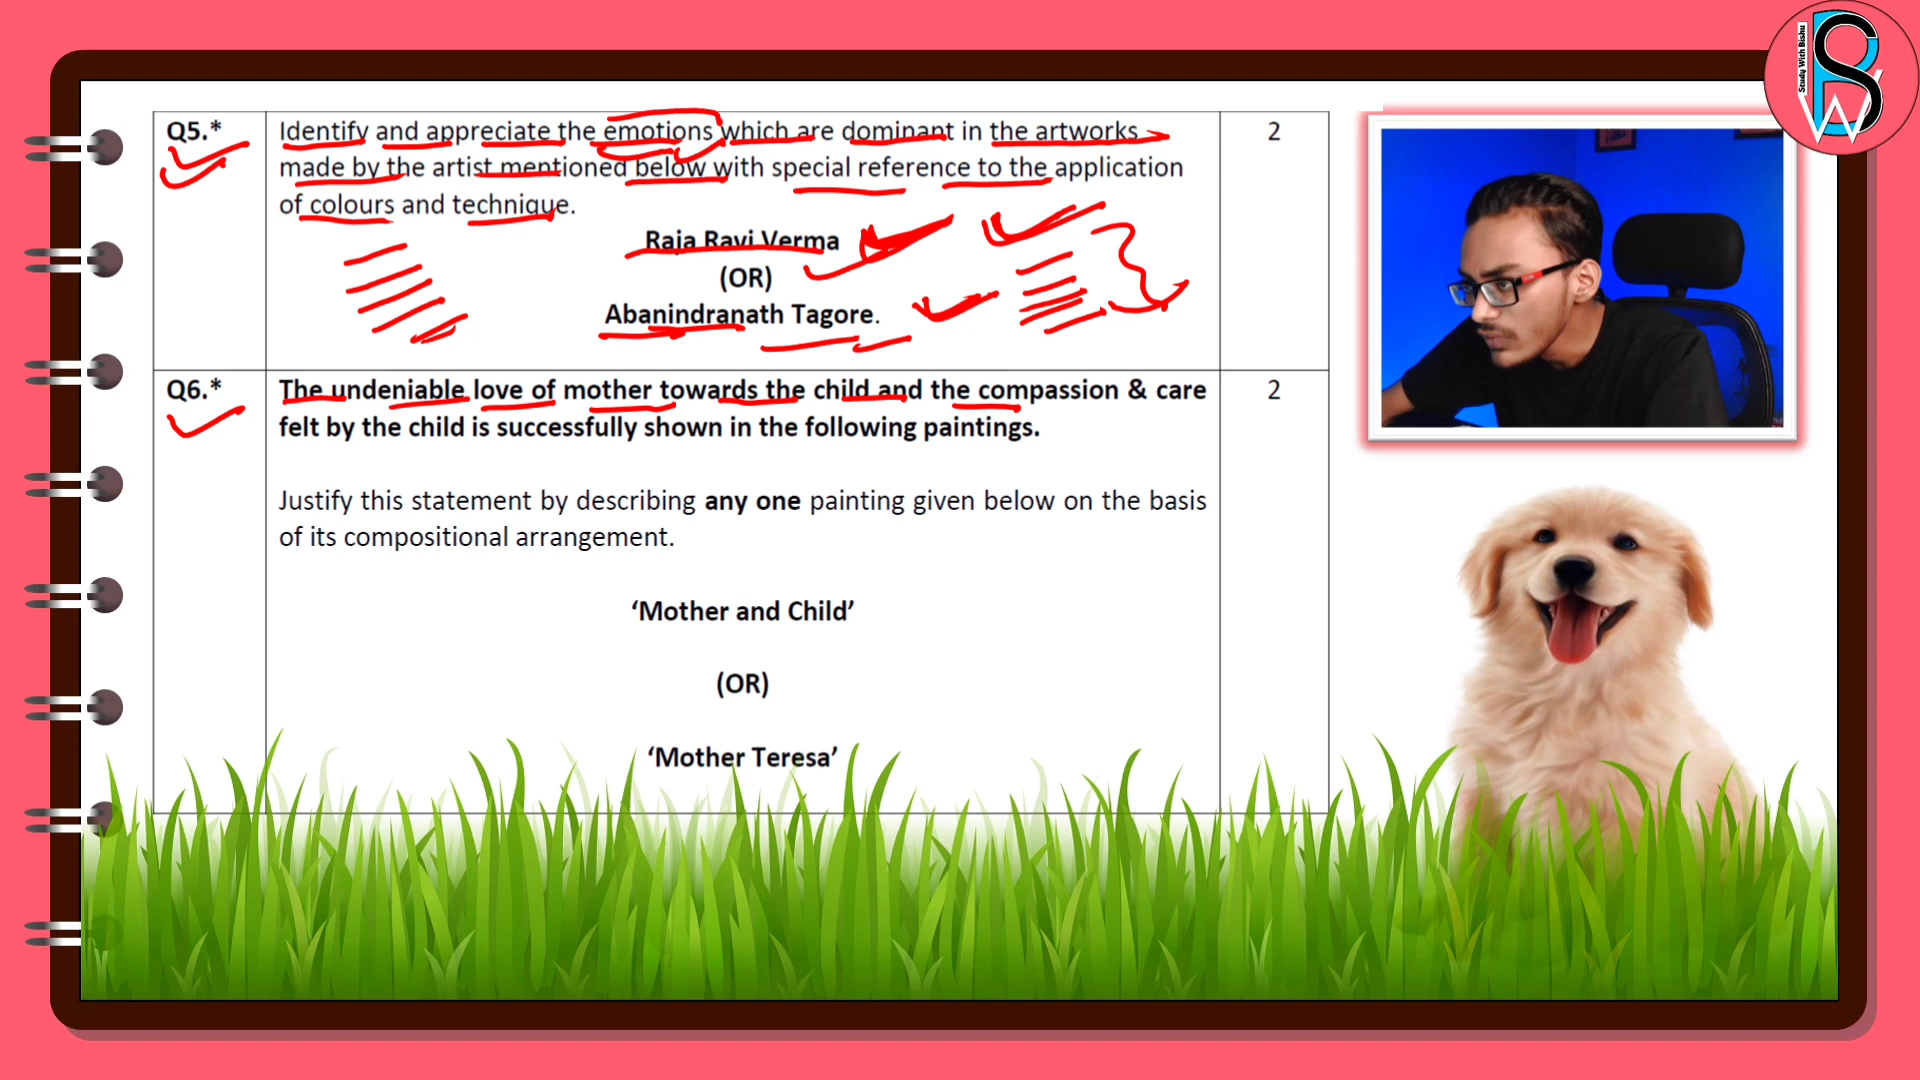 Study With Bishu
BSW
Q5.*
Identify and appreciate the emotions which are dominant in the artworks
made by the artist mentioned below with special reference to the application
of colours and technique.
Raja Ravi Verma
(OR)
Abanindranath Tagore.
2
Q6.*
The undeniable love of mother towards the child and the compassion & care
felt by the child is successfully shown in the following paintings.
Justify this statement by describing any one painting given below on the basis
of its compositional arrangement.
‘Mother and Child’
(OR)
‘Mother Teresa’
2